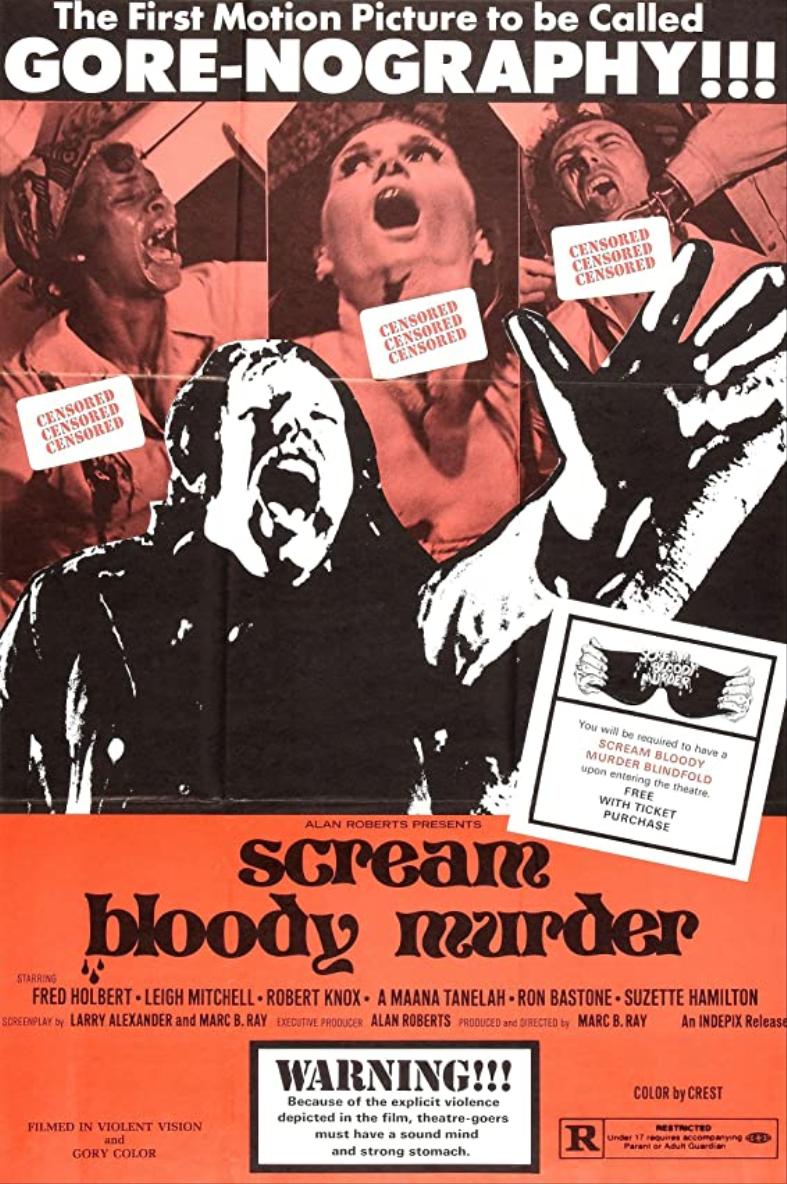 The First Motion Picture to be Called
GORE-NOGRAPHY!!!
CENSORED
CENSORED
CENSORED
CENSORED
CENSORED
CENSORED
CENSORED
CENSORED
CENSORED
SCREAM
BLOODY
MURDER
You will be required to have a
SCREAM BLOODY
MURDER BLINDFOLD
upon entering the theatre.
FREE
WITH TICKET
PURCHASE
ALAN ROBERTS PRESENTS
scream
bloody murder
STARRING
FRED HOLBERT • LEIGH MITCHELL • ROBERT KNOX • A MAANA TANELAH • RON BASTONE • SUZETTE HAMILTON
SCREENPLAY by LARRY ALEXANDER and MARC B. RAY EXECUTIVE PRODUCER ALAN ROBERTS PRODUCED and DIRECTED by MARC B. RAY An INDEPIX Release
WARNING!!!
Because of the explicit violence
depicted in the film, theatre-goers
must have a sound mind
and strong stomach.
COLOR by CREST
FILMED IN VIOLENT VISION
and
GORY COLOR
R RESTRICTED
Under 17 requires accompanying
Parent or Adult Guardian